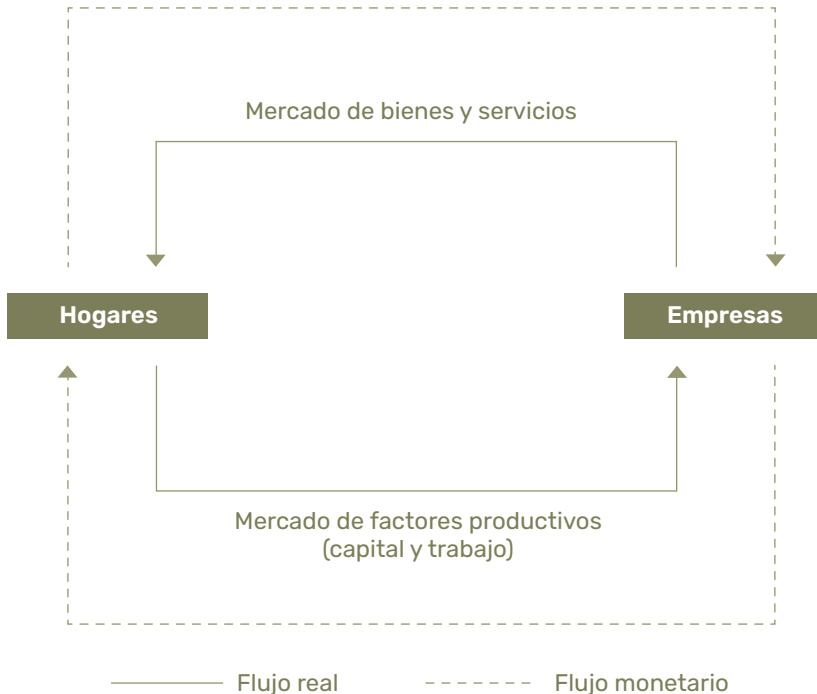 Mercado de bienes y servicios
Hogares
Empresas
Mercado de factores productivos
(capital y trabajo)
Flujo real
Flujo monetario